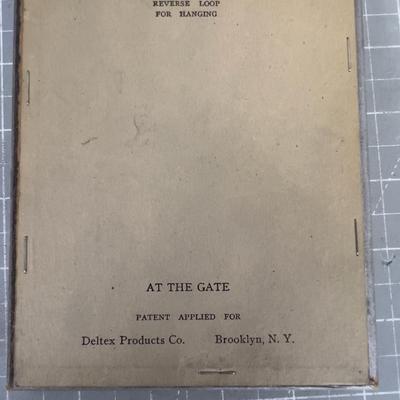 REVERSE LOOP
FOR HANGING
AT THE GATE
PATENT APPLIED FOR
Deltex Products Co. Brooklyn, N. Y.